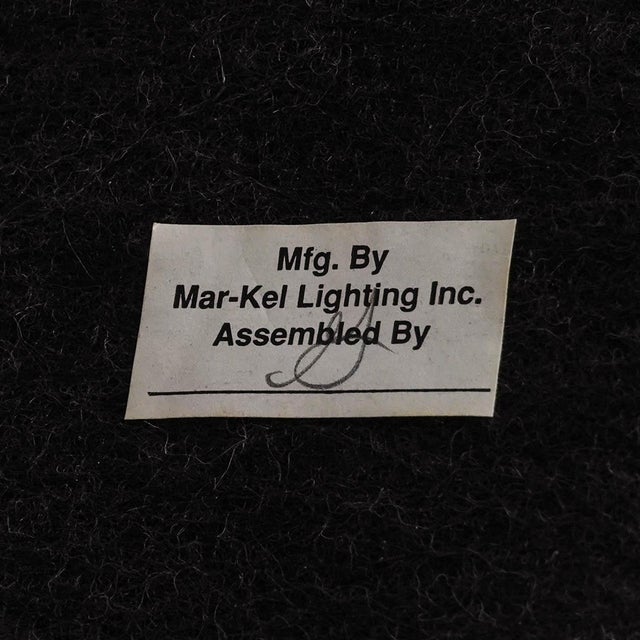 Mfg. By
Mar-Kel Lighting Inc.
Assembled By